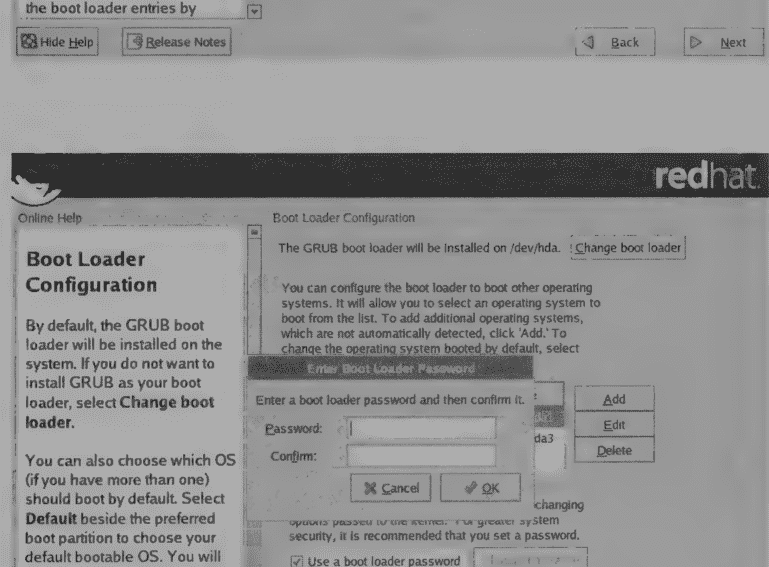 the boot loader entries by
Hide Help
Release Notes
Back
Next
redhat.
Online Help
Boot Loader
Configuration
By default, the GRUB boot
loader will be installed on the
system. If you do not want to
install GRUB as your boot
loader, select Change boot
loader.
You can also choose which OS
(if you have more than one)
should boot by default. Select
Default beside the preferred
boot partition to choose your
default bootable OS. You will
Boot Loader Configuration
The GRUB boot loader will be installed on /dev/hda.
Change boot loader
You can configure the boot loader to boot other operating
systems. It will allow you to select an operating system to
boot from the list. To add additional operating systems,
which are not automatically detected, click 'Add.' To
change the operating system booted by default, select
Enter Boot Loader Password
Enter a boot loader password and then confirm it.
Password:
Confirm:
Cancel
OK
da3
Add
Edit
Delete
changing
options passed to the kernel. For greater system
security, it is recommended that you set a password.
Use a boot loader password